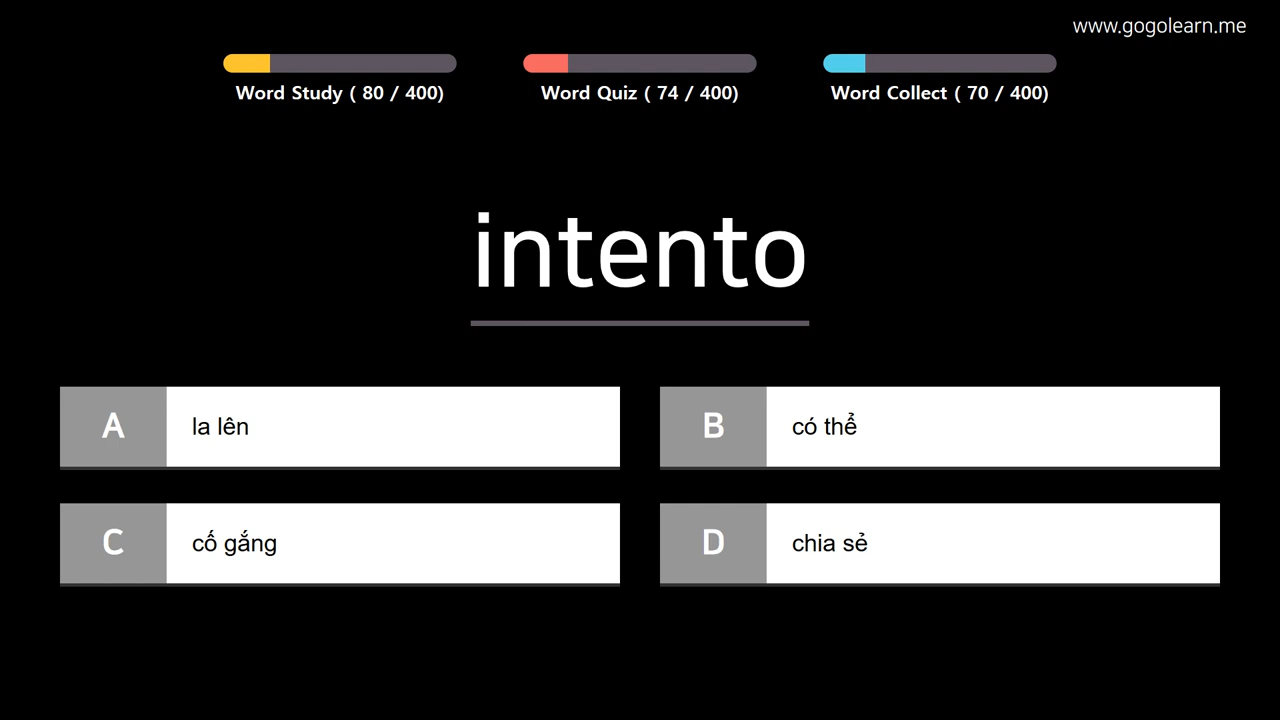 www.gogolearn.me
Word Study ( 80 / 400)
Word Quiz ( 74 / 400)
Word Collect ( 70 / 400)
intento
A
la lên
B
có thể
C
cố gắng
D
chia sẻ